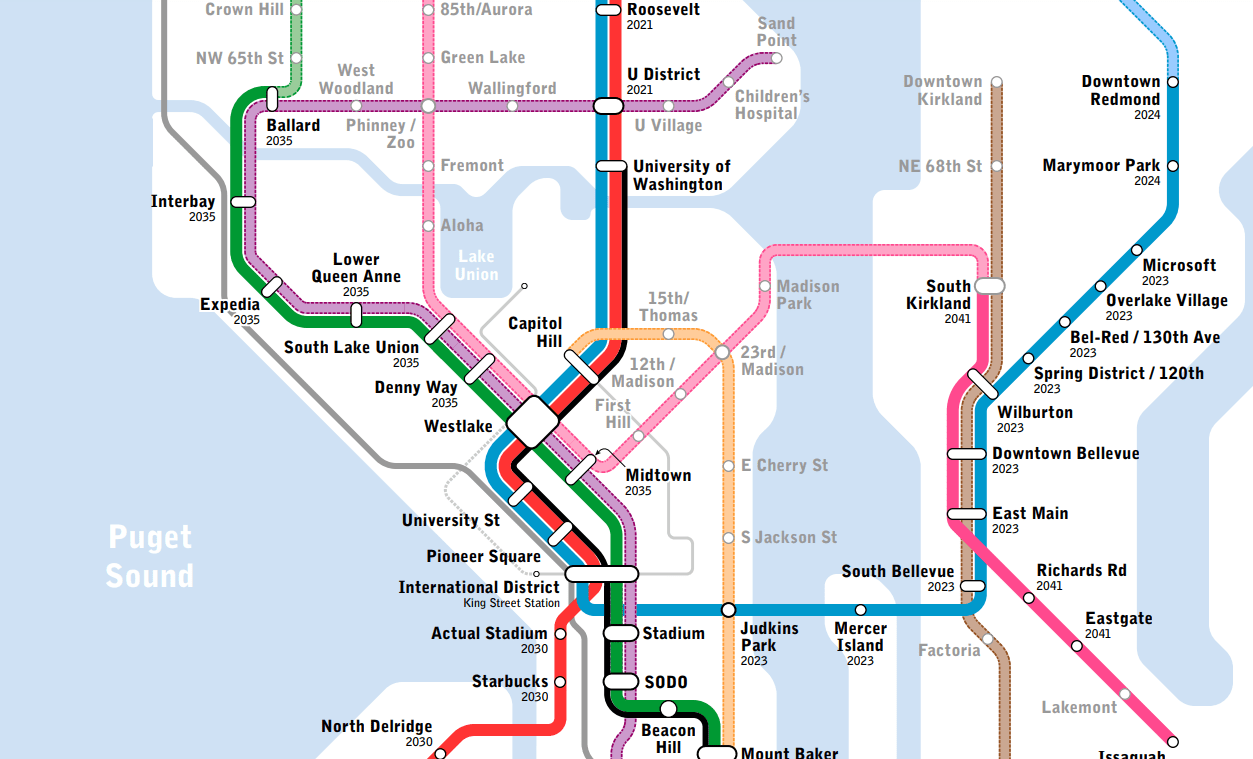 Crown Hill
85th/Aurora
Roosevelt
2021
Sand
Point
NW 65th St
Green Lake
West
Woodland
Wallingford
U District
2021
Children's
Hospital
Downtown
Kirkland
Downtown
Redmond
2024
Ballard
2035
Phinney /
Zoo
U Village
Fremont
University of
Washington
NE 68th St
Marymoor Park
2024
Interbay
2035
Aloha
Lake
Union
Lower
Queen Anne
2035
Expedia
2035
Microsoft
2023
Madison
Park
South
Kirkland
2041
Overlake Village
2023
15th/
Thomas
Capitol
Hill
Bel-Red / 130th Ave
2023
South Lake Union
2035
12th /
Madison
23rd /
Madison
Spring District / 120th
2023
Denny Way
2035
First
Hill
Wilburton
2023
Westlake
Downtown Bellevue
2023
Midtown
2035
E Cherry St
University St
East Main
2023
Puget
Sound
Pioneer Square
S Jackson St
International District
King Street Station
South Bellevue
2023
Richards Rd
2041
Actual Stadium
2030
Stadium
Judkins
Park
2023
Mercer
Island
2023
Eastgate
2041
Factoria
Starbucks
2030
SODO
Lakemont
North Delridge
2030
Beacon
Hill
Mount Baker
Issaquah